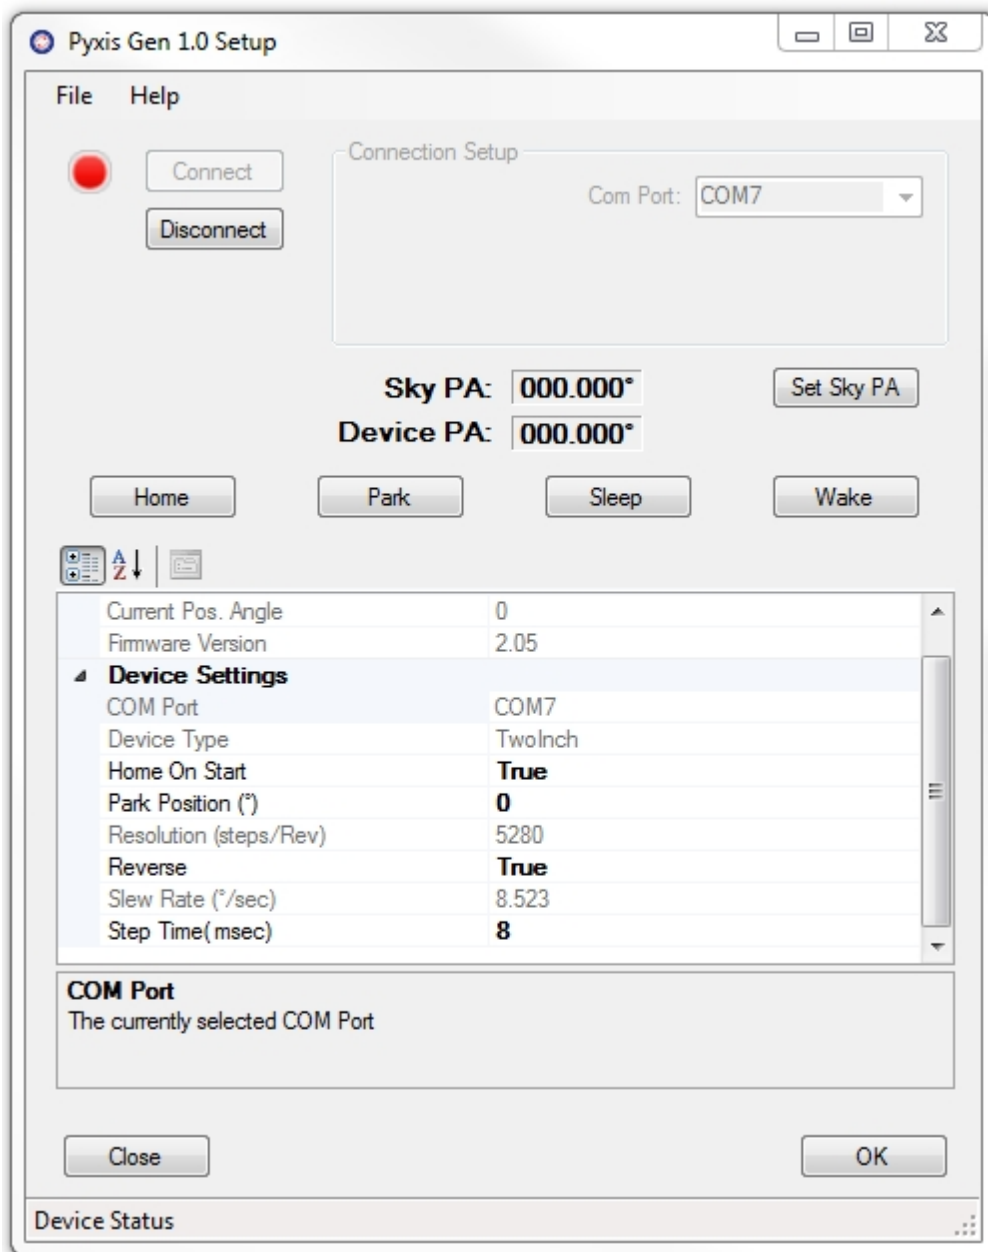 Pyxis Gen 1.0 Setup
File Help
Connect
Connection Setup
Com Port: COM7
Disconnect
Sky PA: 000.000° Set Sky PA
Device PA: 000.000°
Home Park Sleep Wake
A
Z
Current Pos. Angle 0
Firmware Version 2.05
Device Settings
COM Port COM7
Device Type TwoInch
Home On Start True
Park Position (°) 0
Resolution (steps/Rev) 5280
Reverse True
Slew Rate (°/sec) 8.523
Step Time( msec) 8
COM Port
The currently selected COM Port
Close OK
Device Status